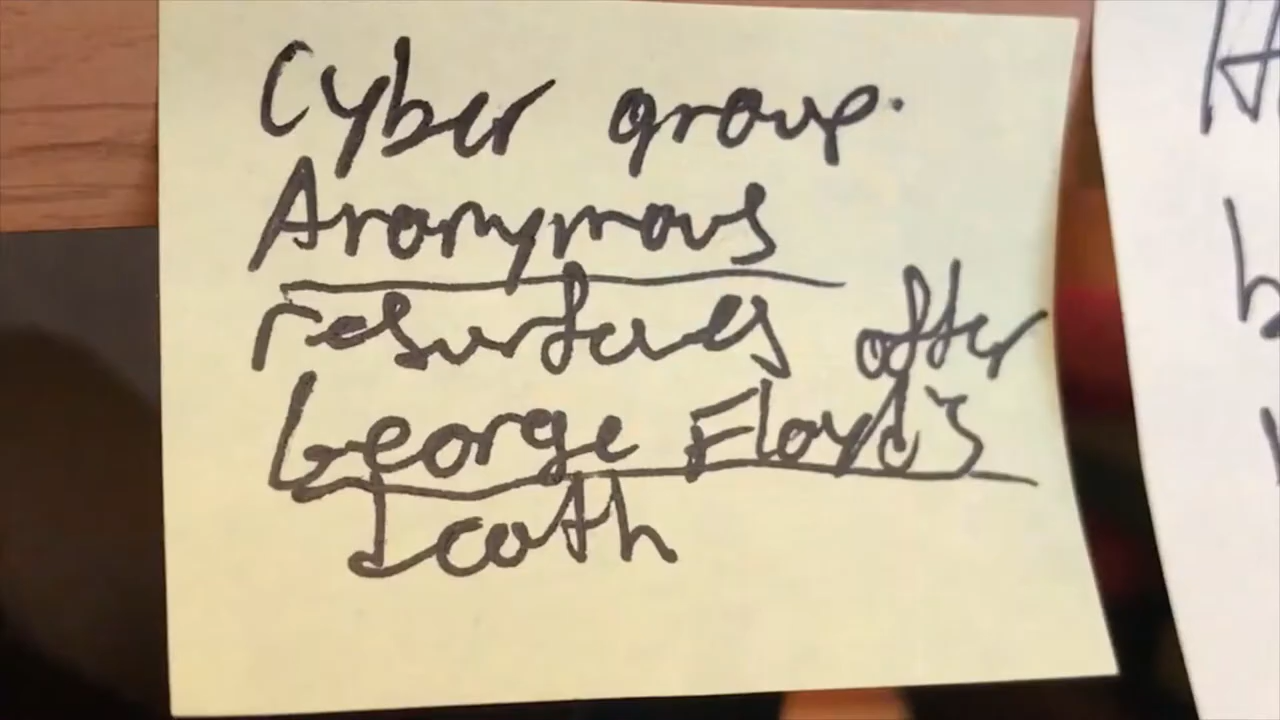 Cyber group.
Anonymous
resurfaces after
George Floyd's
death